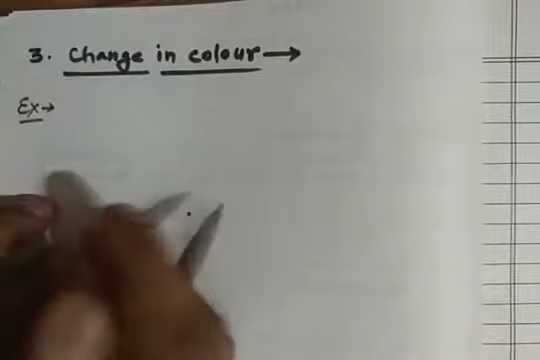 3. Change in colour →
Ex →